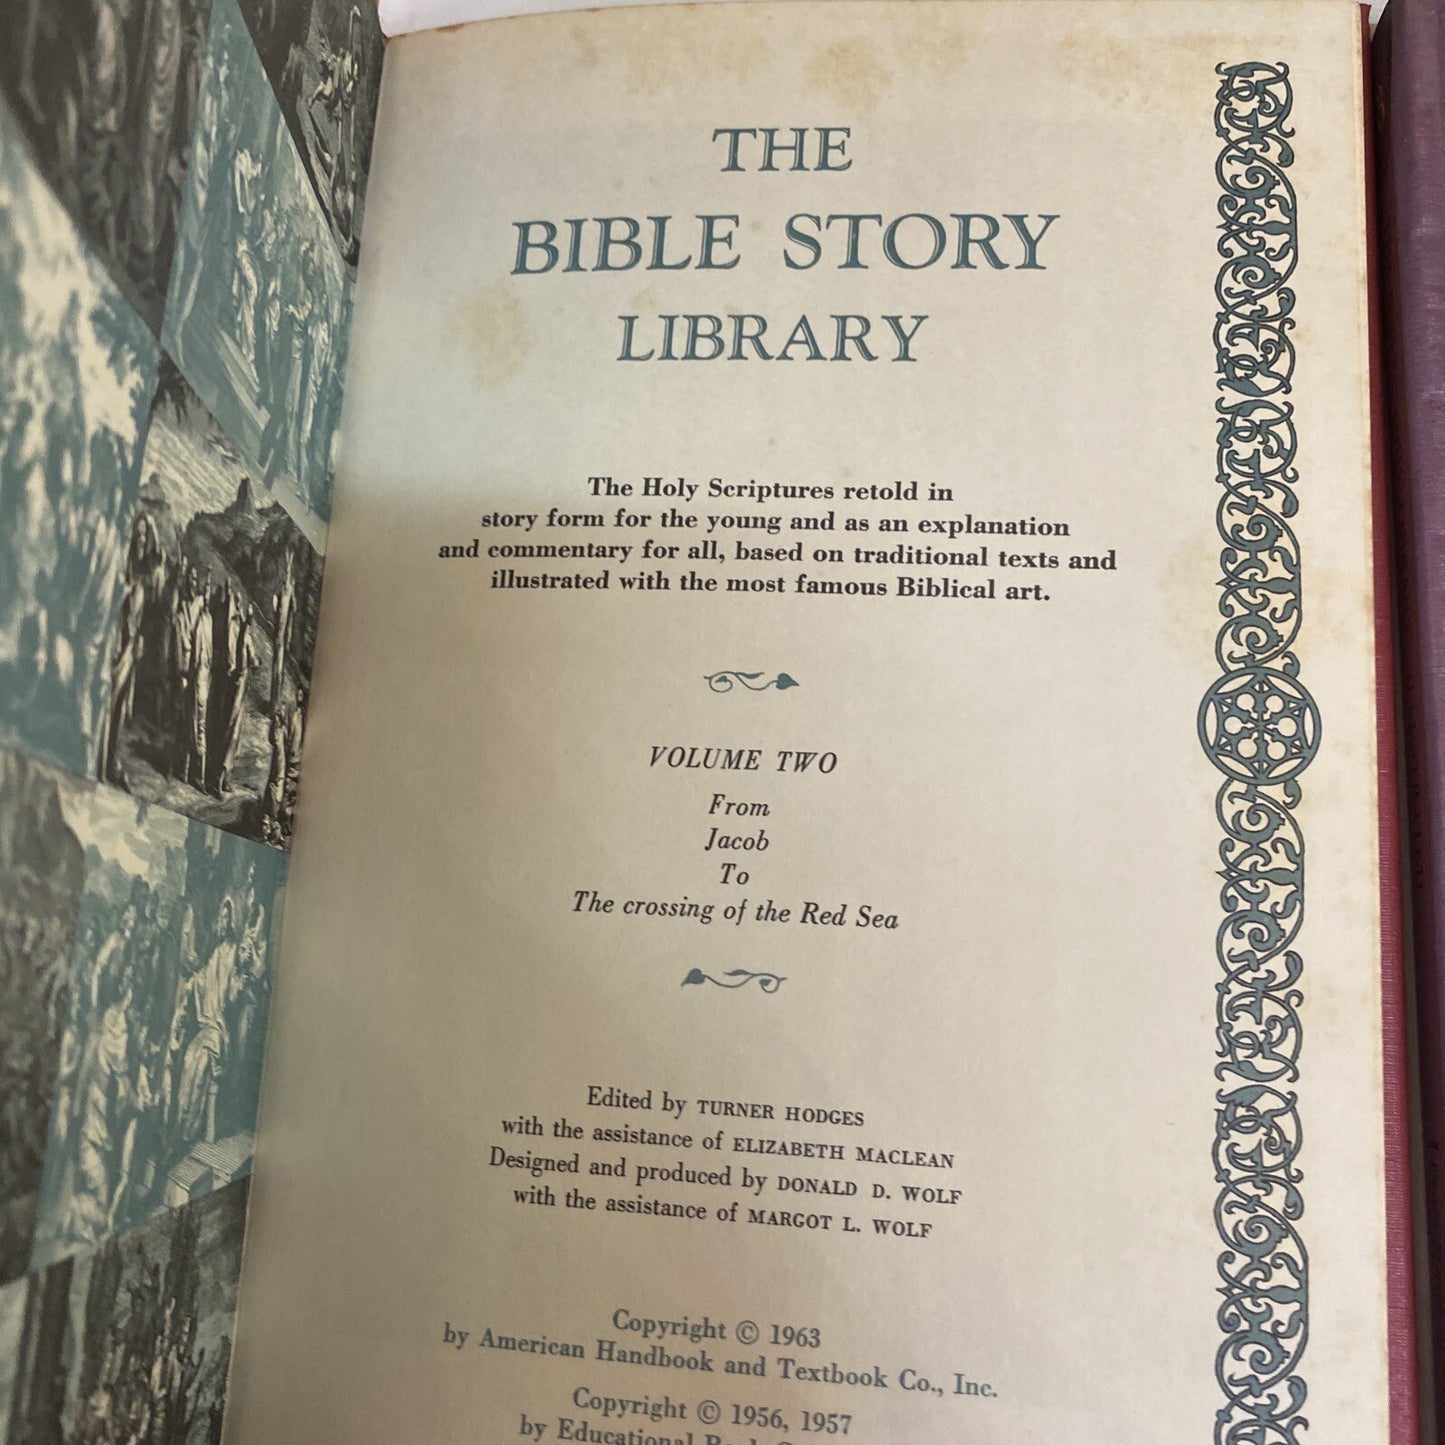 THE
BIBLE STORY
LIBRARY
The Holy Scriptures retold in
story form for the young and as an explanation
and commentary for all, based on traditional texts and
illustrated with the most famous Biblical art.
VOLUME TWO
From
Jacob
To
The crossing of the Red Sea
Edited by TURNER HODGES
with the assistance of ELIZABETH MACLEAN
Designed and produced by DONALD D. WOLF
with the assistance of MARGOT L. WOLF
Copyright © 1963
by American Handbook and Textbook Co., Inc.
Copyright © 1956, 1957
by Educational Book